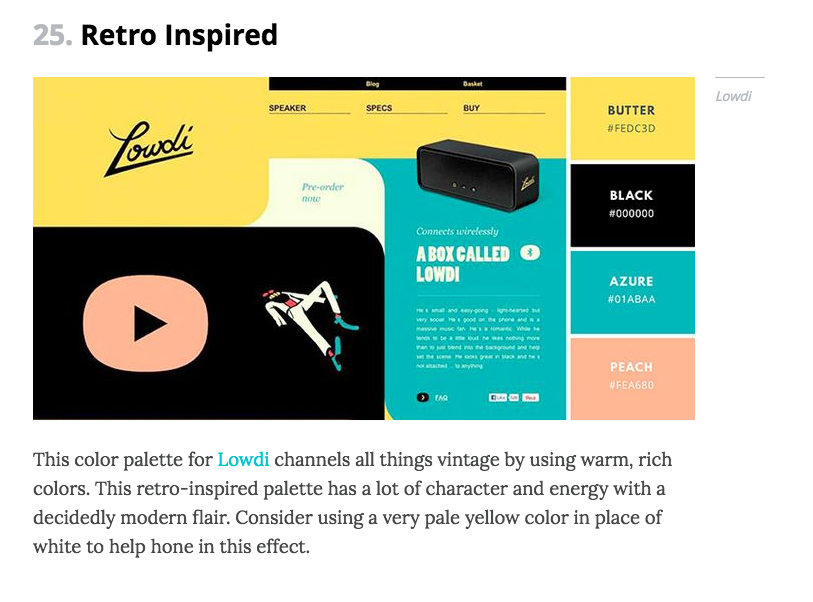 25. Retro Inspired
Lowdi
Lowdi
Blog
Basket
SPEAKER
SPECS
BUY
Pre-order
now
Lowdi
Connects wirelessly
A BOX CALLED
LOWDI
He's small and easy-going - light-hearted but
very social. He's good on the phone and is a
massive music fan. He's a romantic. While he
tends to be a little loud he likes nothing more
than to just blend into the background and help
set the scene. He looks great in black and he's
not attached ... to anything.
FAQ
Like
Pin it
BUTTER
#FEDC3D
BLACK
#000000
AZURE
#01ABAA
PEACH
#FEA680
This color palette for Lowdi channels all things vintage by using warm, rich
colors. This retro-inspired palette has a lot of character and energy with a
decidedly modern flair. Consider using a very pale yellow color in place of
white to help hone in this effect.